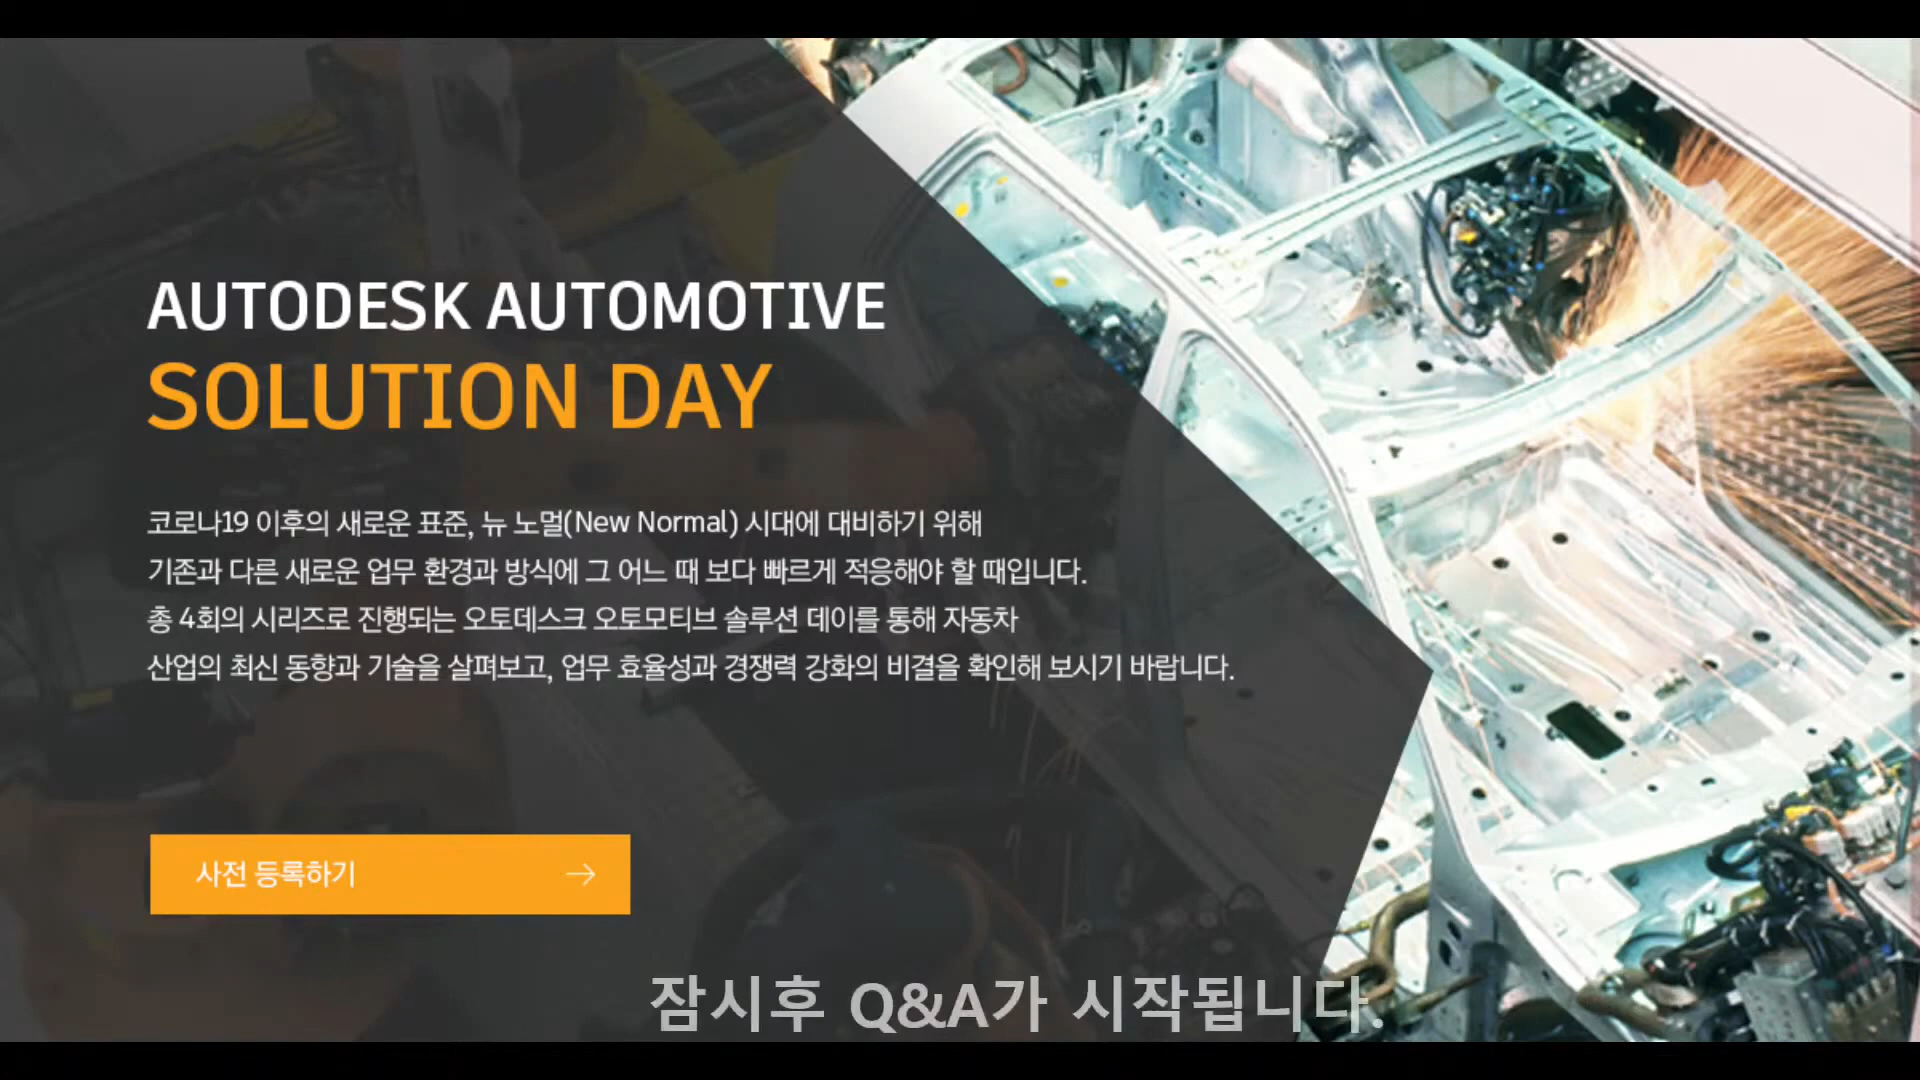 AUTODESK AUTOMOTIVE
SOLUTION DAY
코로나19 이후의 새로운 표준, 뉴 노멀(New Normal) 시대에 대비하기 위해
기존과 다른 새로운 업무 환경과 방식에 그 어느 때 보다 빠르게 적응해야 할 때입니다.
총 4회의 시리즈로 진행되는 오토데스크 오토모티브 솔루션 데이를 통해 자동차
산업의 최신 동향과 기술을 살펴보고, 업무 효율성과 경쟁력 강화의 비결을 확인해 보시기 바랍니다.
사전 등록하기
잠시후 Q&A가 시작됩니다.